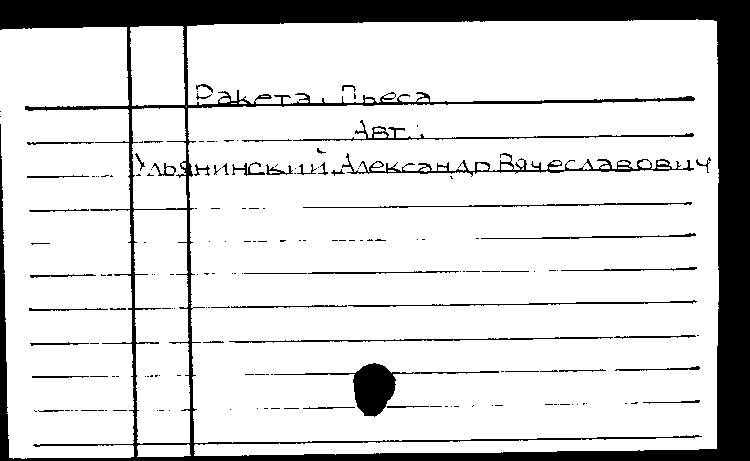 Ракета. Пьеса.
Авт.:
Ульянинский Александр Вячеславович